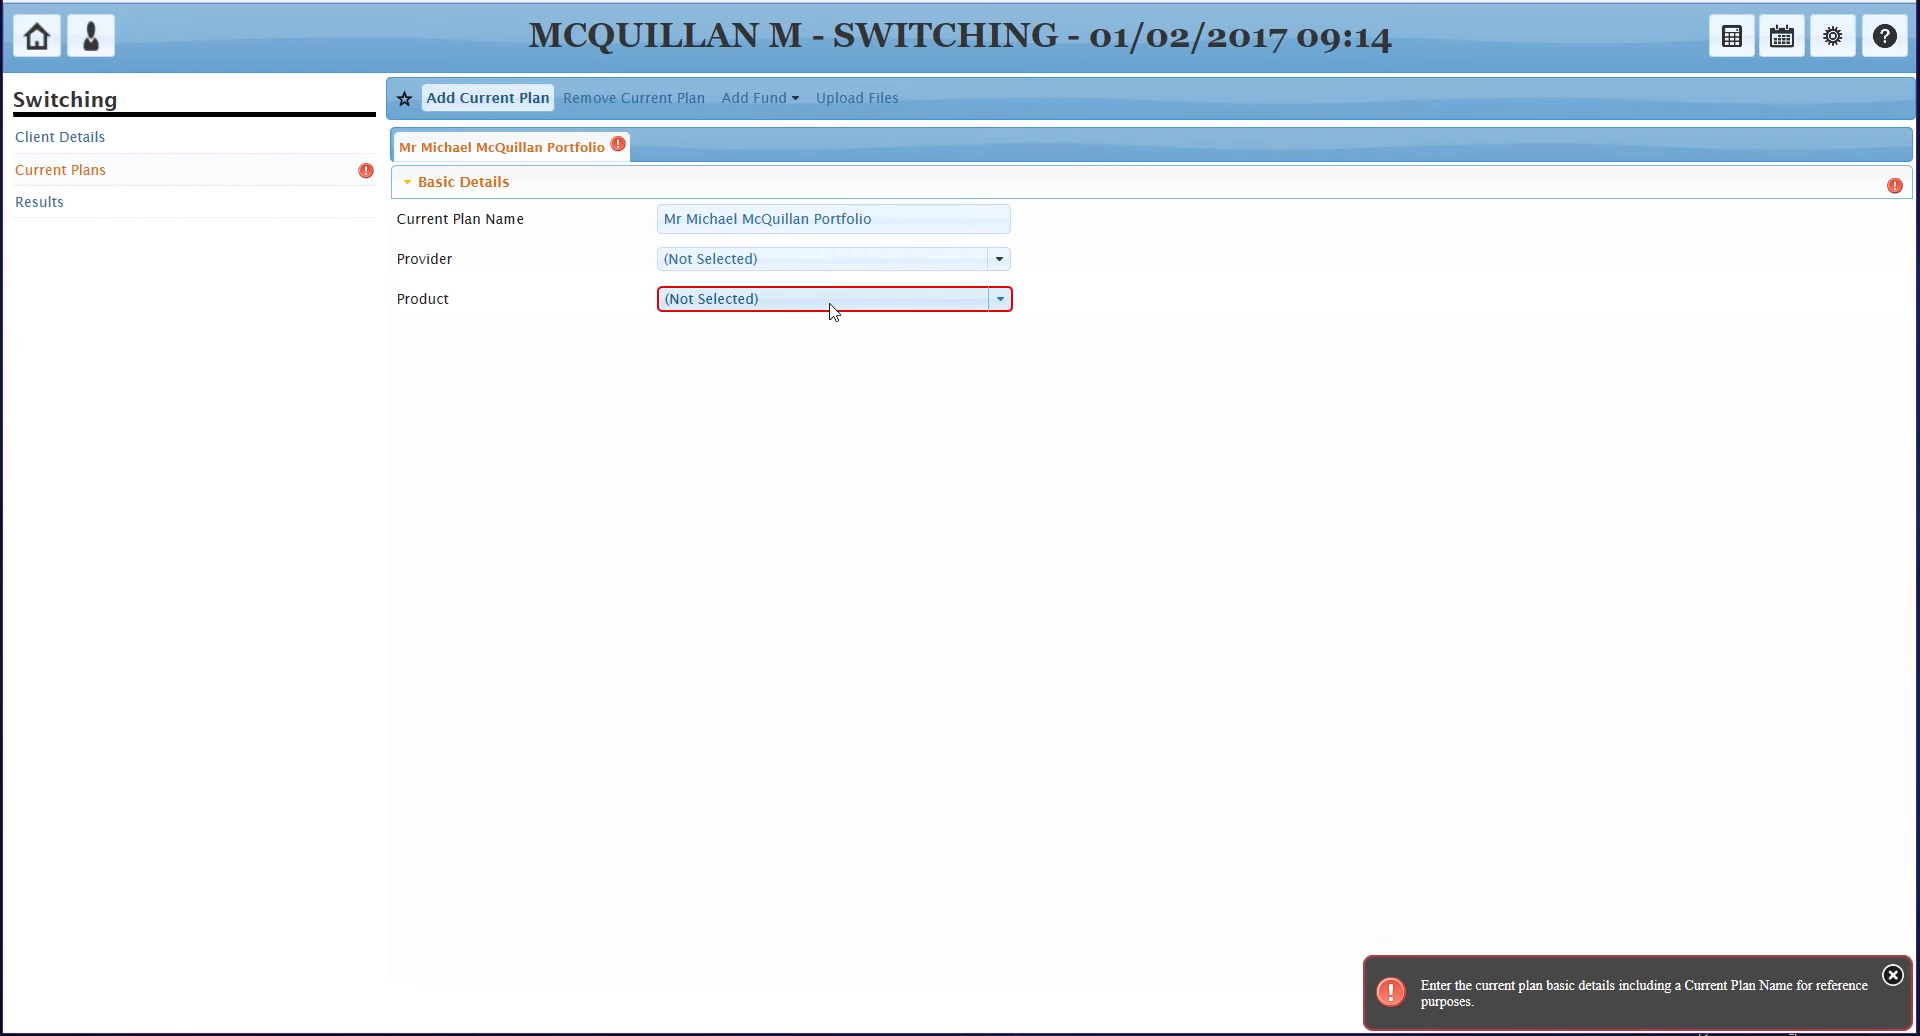 MCQUILLAN M - SWITCHING - 01/02/2017 09:14
Switching
Add Current Plan Remove Current Plan Add Fund Upload Files
Client Details
Current Plans
Results
Mr Michael McQuillan Portfolio
Basic Details
Current Plan Name Mr Michael McQuillan Portfolio
Provider (Not Selected)
Product (Not Selected)
Enter the current plan basic details including a Current Plan Name for reference
purposes.